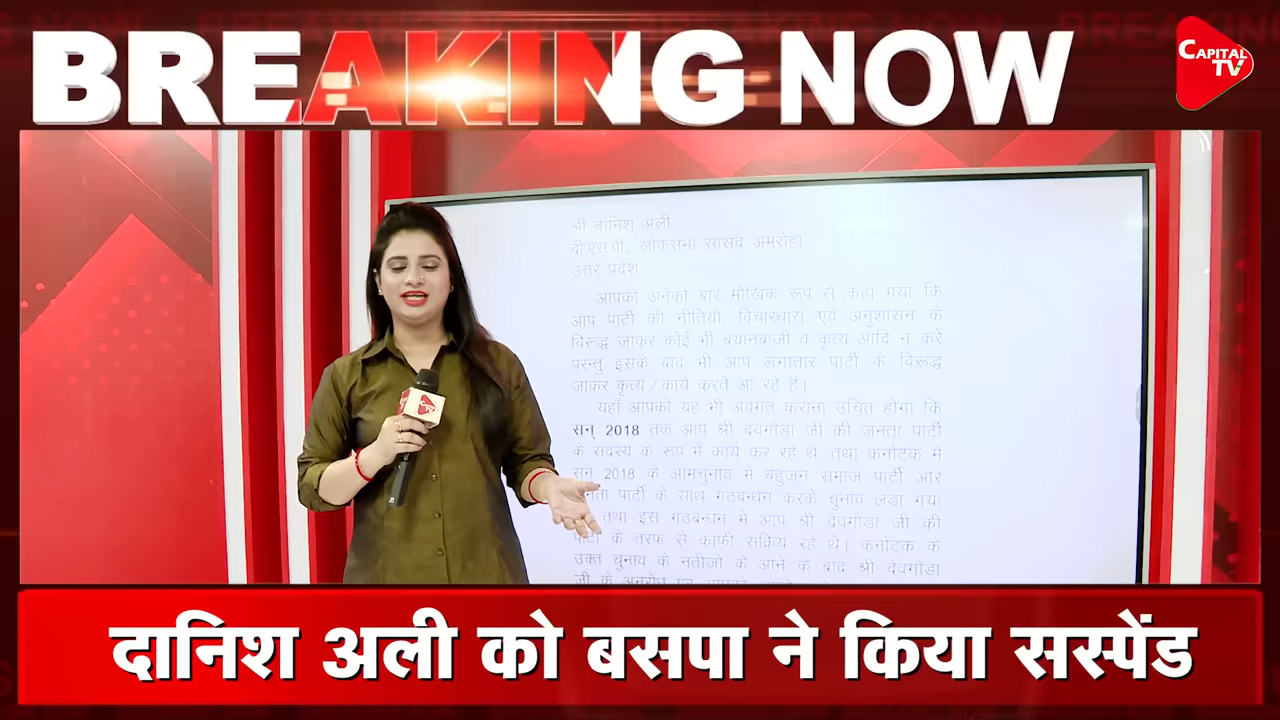 BREAKING NOW
CAPITAL
TV
श्री दानिश अली
बी.एस.पी., लोकसभा सांसद अमरोहा
उत्तर प्रदेश
आपको अनेकों बार मौखिक रूप से कहा गया कि
आप पार्टी की नीतियों, विचारधारा एवं अनुशासन के
विरूद्ध जाकर कोई भी बयानबाजी व कृत्य आदि न करें
परन्तु इसके बाद भी आप लगातार पार्टी के विरूद्ध
जाकर कृत्य/कार्य करते आ रहे हैं।
यहाँ आपको यह भी अवगत कराना उचित होगा कि
सन् 2018 तक आप श्री देवगौडा जी की जनता पार्टी
के सदस्य के रूप में कार्य कर रहे थे तथा कर्नाटक में
सन् 2018 के आमचुनाव में बहुजन समाज पार्टी और
पार्टी के साथ गठबन्धन करके चुनाव लडा गया
तथा इस गठबन्धन में आप श्री देवगौडा जी की
पार्टी के तरफ से काफी सक्रिय रहे थे। कर्नाटक के
उक्त चुनाव के नतीजों के आने के बाद श्री देवगौडा
जी के अनुरोध पर
दानिश अली को बसपा ने किया सस्पेंड